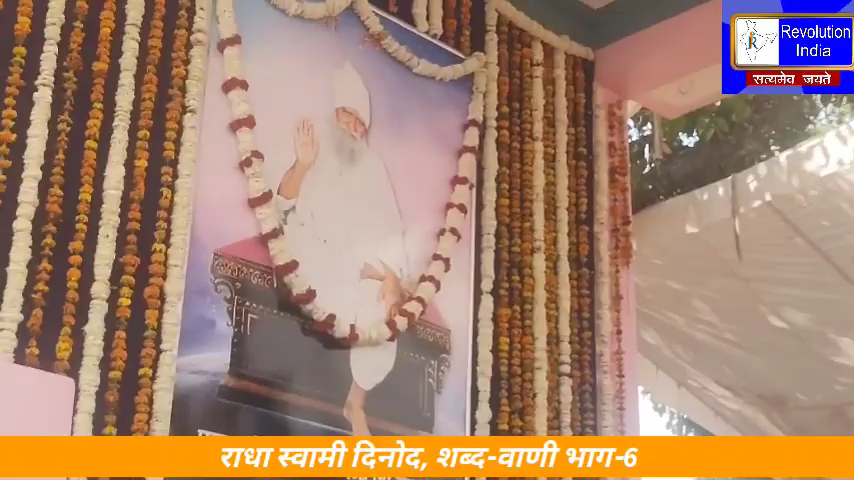 Revolution
India
सत्यमेव जयते
राधा स्वामी दिनोद, शब्द-वाणी भाग-6